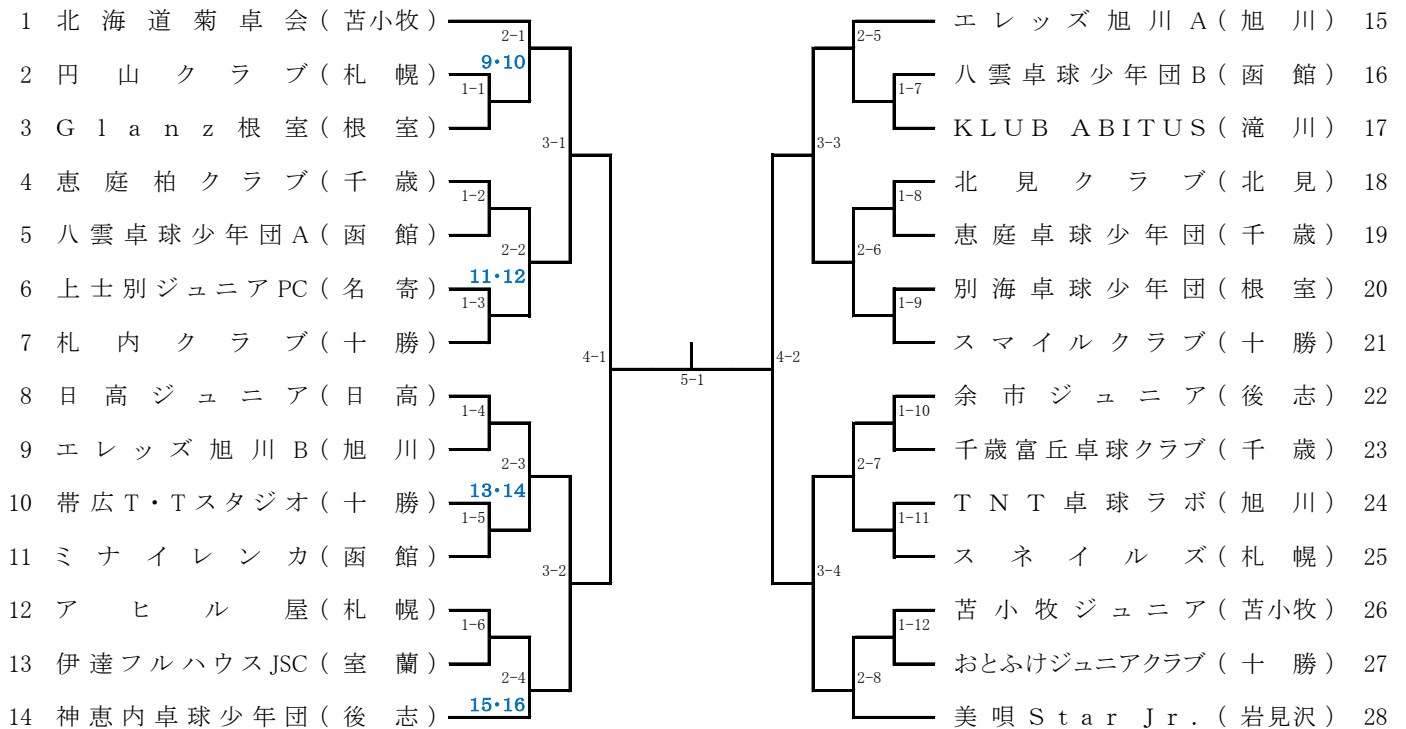 1 北海道菊卓会(苫小牧)
2-1
9・10
2 円山クラブ(札幌)
1-1
3 Glanz根室(根室)
3-1
4 恵庭柏クラブ(千歳)
1-2
5 八雲卓球少年団A(函館)
2-2
11・12
6 上士別ジュニアPC(名寄)
1-3
7 札内クラブ(十勝)
4-1
8 日高ジュニア(日高)
1-4
9 エレッズ旭川B(旭川)
2-3
13・14
10 帯広T・Tスタジオ(十勝)
1-5
11 ミナイレンカ(函館)
3-2
12 アヒル屋(札幌)
1-6
13 伊達フルハウスJSC(室蘭)
2-4
15・16
14 神恵内卓球少年団(後志)
5-1
エレッズ旭川A(旭川) 15
2-5
八雲卓球少年団B(函館) 16
1-7
KLUB ABITUS(滝川) 17
3-3
北見クラブ(北見) 18
1-8
恵庭卓球少年団(千歳) 19
2-6
別海卓球少年団(根室) 20
1-9
スマイルクラブ(十勝) 21
4-2
余市ジュニア(後志) 22
1-10
千歳富丘卓球クラブ(千歳) 23
2-7
TNT卓球ラボ(旭川) 24
1-11
スネイルズ(札幌) 25
3-4
苫小牧ジュニア(苫小牧) 26
1-12
おとふけジュニアクラブ(十勝) 27
2-8
美唄Star Jr.(岩見沢) 28